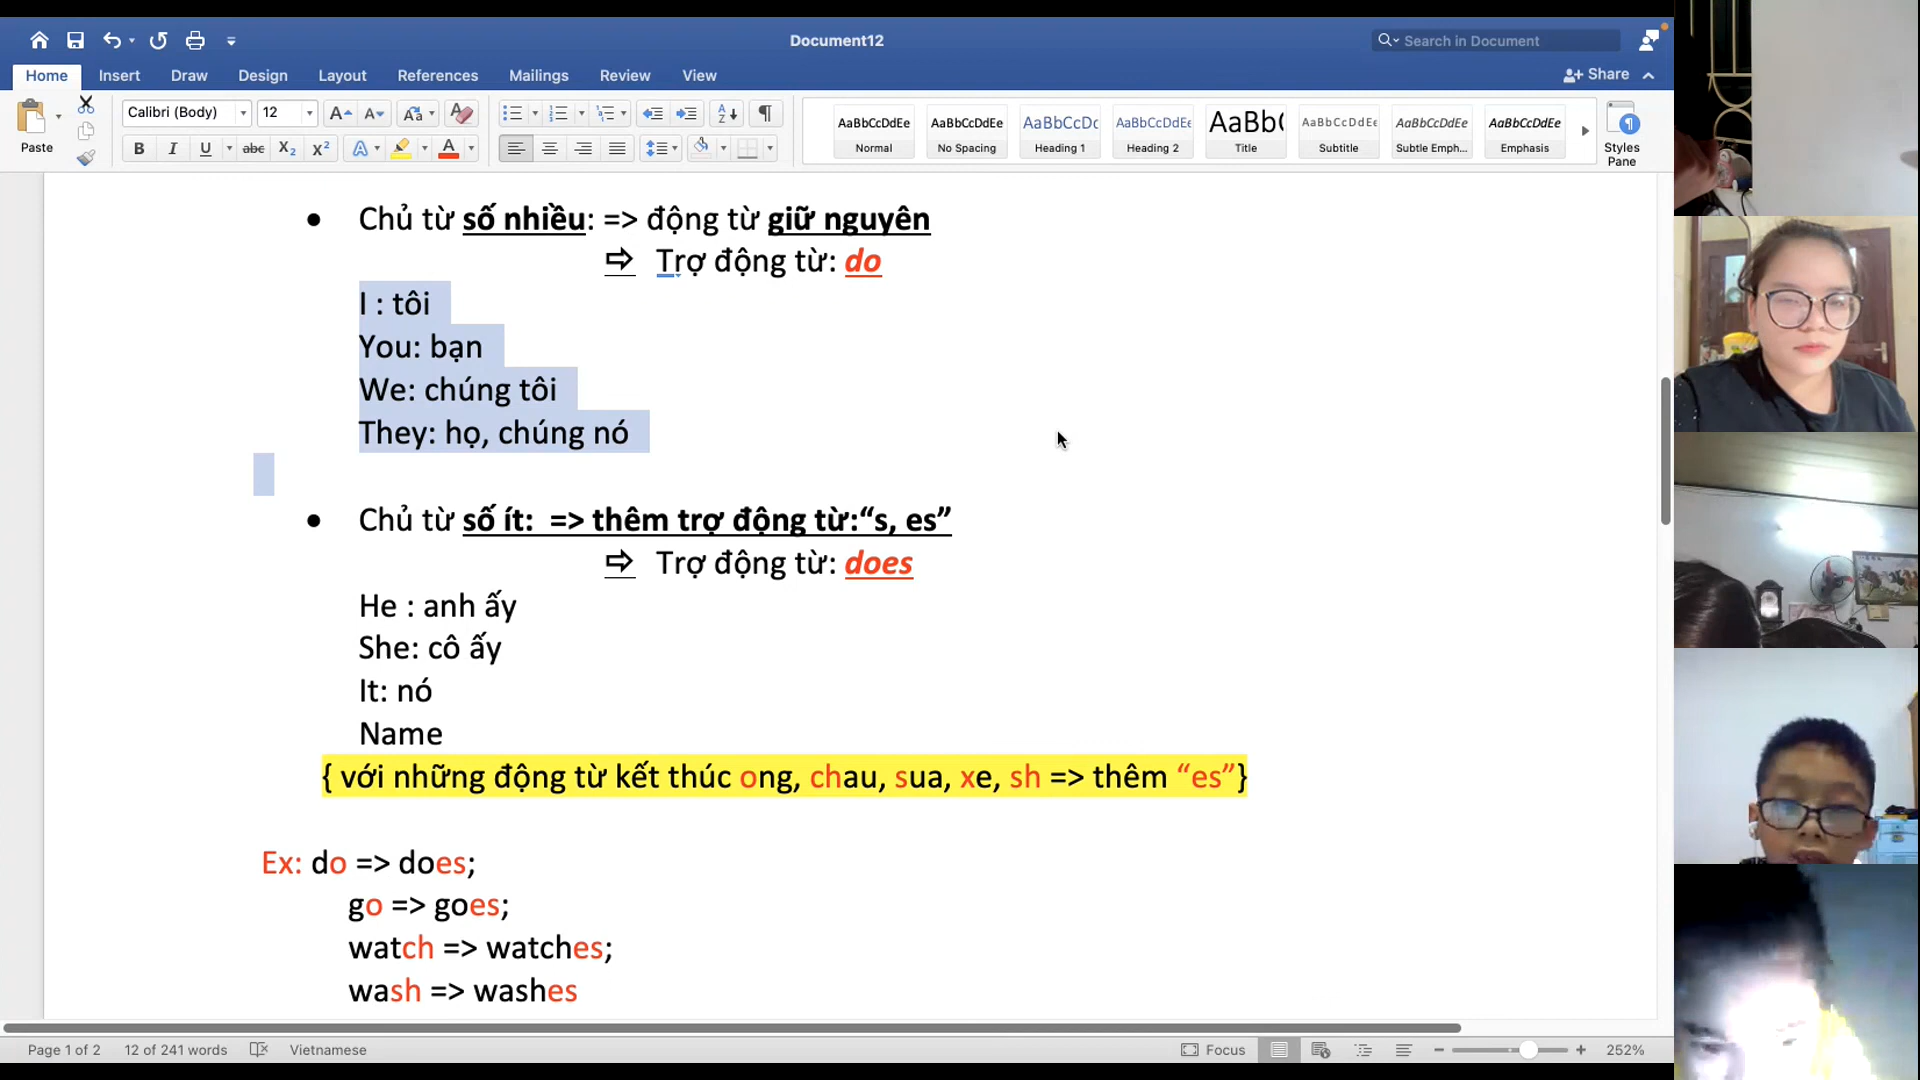 Document12
Search in Document
Home Insert Draw Design Layout References Mailings Review View
Share
Paste
Calibri (Body) 12
AaBbCcDdEe AaBbCcDdEe AaBbCcDc AaBbCcDdEe AaBb( AaBbCcDdEe AaBbCcDdEe AaBbCcDdEe
Normal No Spacing Heading 1 Heading 2 Title Subtitle Subtle Emph... Emphasis
Styles Pane
• Chủ từ số nhiều: => động từ giữ nguyên
⇨ Trợ động từ: do
I : tôi
You: bạn
We: chúng tôi
They: họ, chúng nó
• Chủ từ số ít: => thêm trợ động từ:“s, es”
⇨ Trợ động từ: does
He : anh ấy
She: cô ấy
It: nó
Name
{ với những động từ kết thúc ong, chau, sua, xe, sh => thêm “es”}
Ex: do => does;
go => goes;
watch => watches;
wash => washes
Page 1 of 2 12 of 241 words Vietnamese Focus 252%